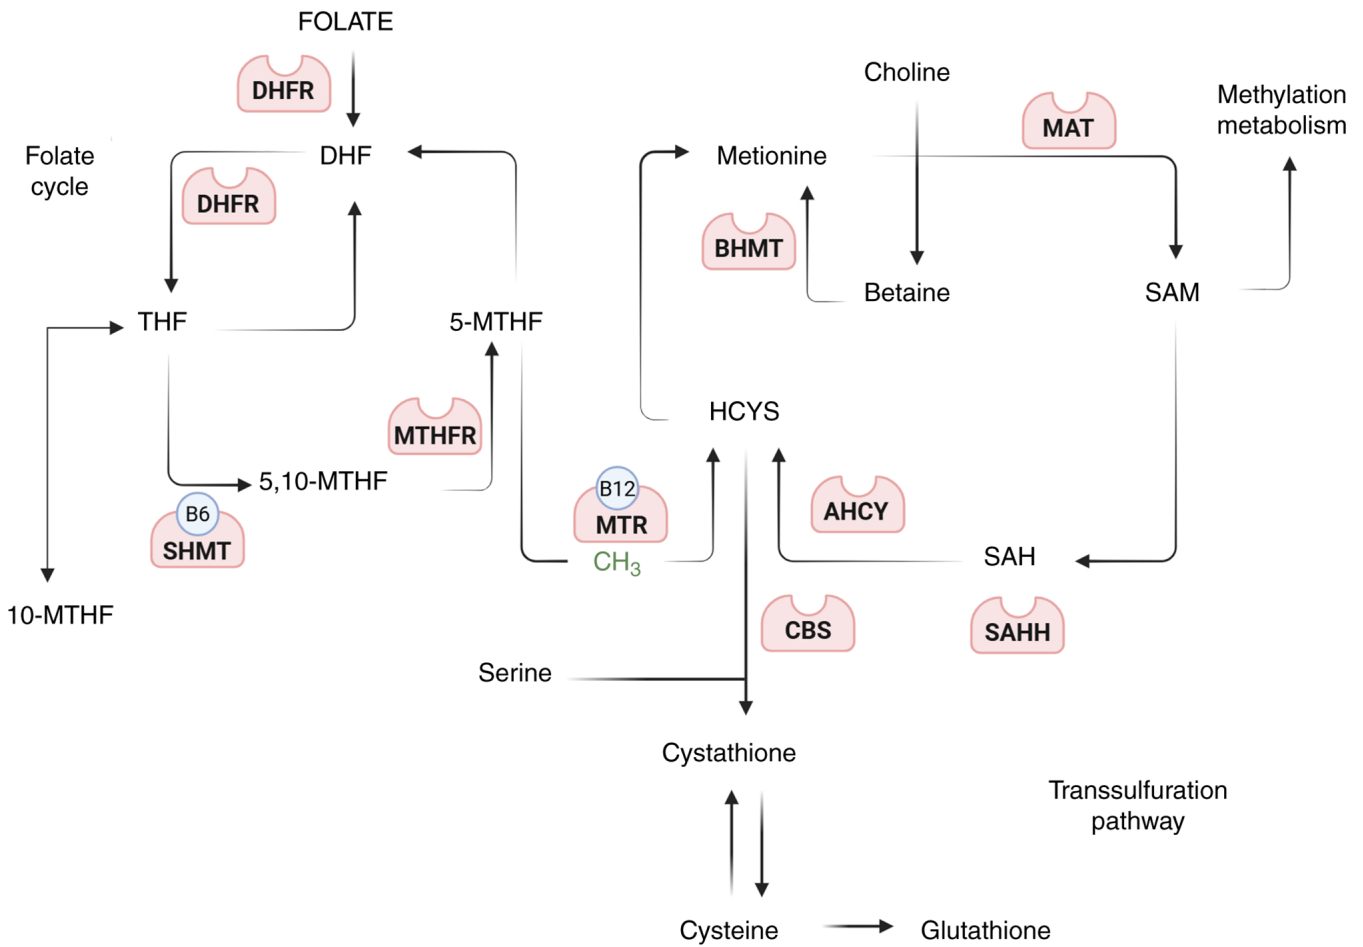 FOLATE
DHFR
Choline
Methylation
metabolism
MAT
Folate
cycle
DHF
Metionine
DHFR
BHMT
Betaine
SAM
THF
5-MTHF
HCYS
MTHFR
5,10-MTHF
B12
MTR
AHCY
B6
SHMT
CH3
SAH
10-MTHF
CBS
SAHH
Serine
Cystathione
Transsulfuration
pathway
Cysteine
Glutathione